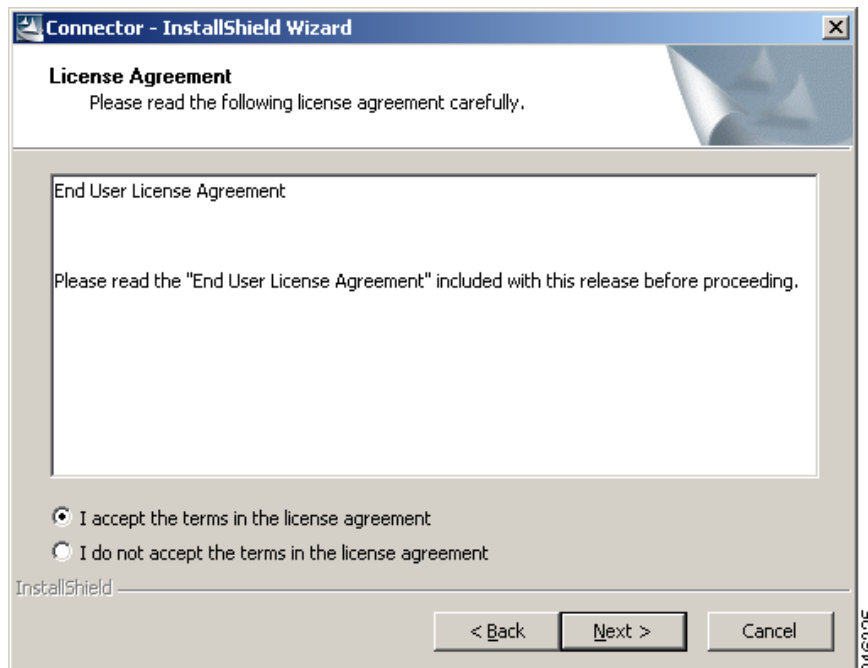 Connector - InstallShield Wizard
License Agreement
Please read the following license agreement carefully.
End User License Agreement
Please read the "End User License Agreement" included with this release before proceeding.
I accept the terms in the license agreement
I do not accept the terms in the license agreement
InstallShield
< Back
Next >
Cancel